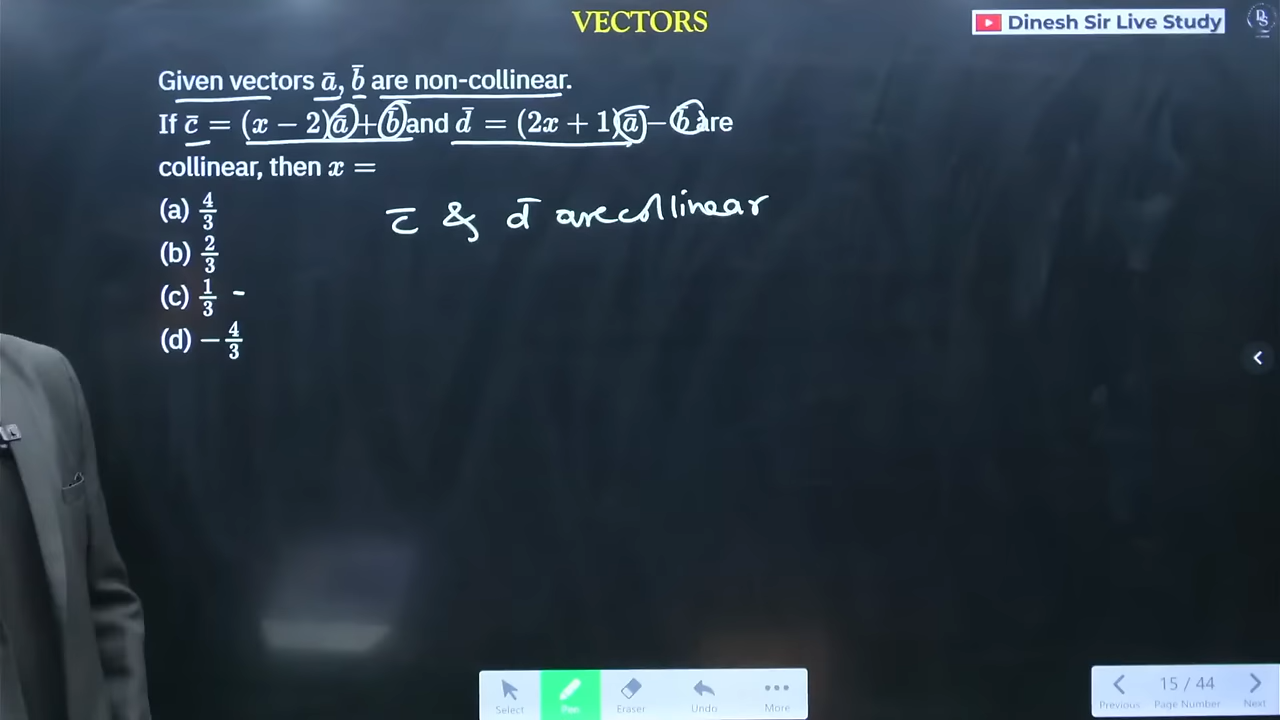 VECTORS
Dinesh Sir Live Study
DS
Given vectors a̅, b̅ are non-collinear.
If c̅ = (x − 2)a̅ + b̅ and d̅ = (2x + 1)a̅ − b̅ are
collinear, then x =
c̅ & d̅ are collinear
(a) 4/3
(b) 2/3
(c) 1/3 -
(d) − 4/3
Select Pen Eraser Undo More
15 / 44
Previous Page Number Next